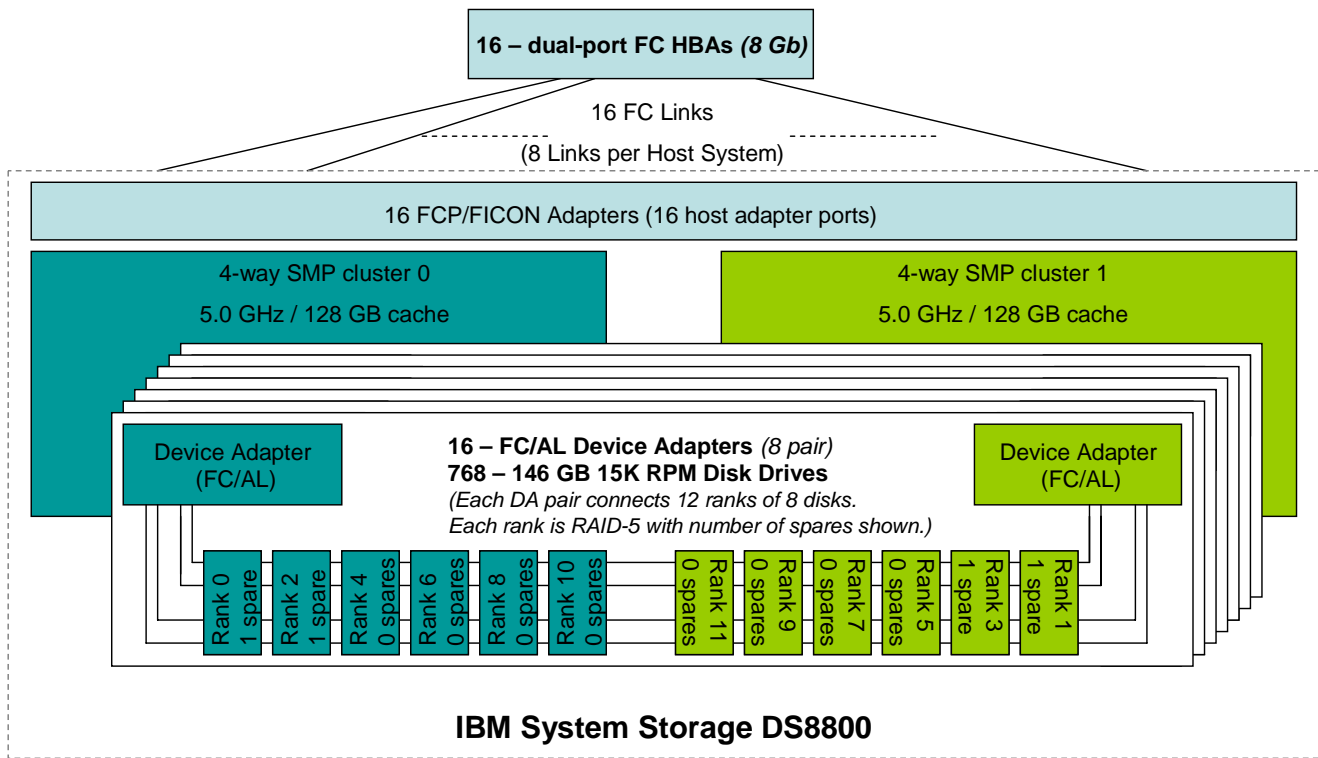 16 – dual-port FC HBAs (8 Gb)
16 FC Links
(8 Links per Host System)
16 FCP/FICON Adapters (16 host adapter ports)
4-way SMP cluster 0
5.0 GHz / 128 GB cache
4-way SMP cluster 1
5.0 GHz / 128 GB cache
Device Adapter
(FC/AL)
16 – FC/AL Device Adapters (8 pair)
768 – 146 GB 15K RPM Disk Drives
(Each DA pair connects 12 ranks of 8 disks.
Each rank is RAID-5 with number of spares shown.)
Device Adapter
(FC/AL)
Rank 0
1 spare
Rank 2
1 spare
Rank 4
0 spares
Rank 6
0 spares
Rank 8
0 spares
Rank 10
0 spares
Rank 11
0 spares
Rank 9
0 spares
Rank 7
0 spares
Rank 5
0 spares
Rank 3
1 spare
Rank 1
1 spare
IBM System Storage DS8800